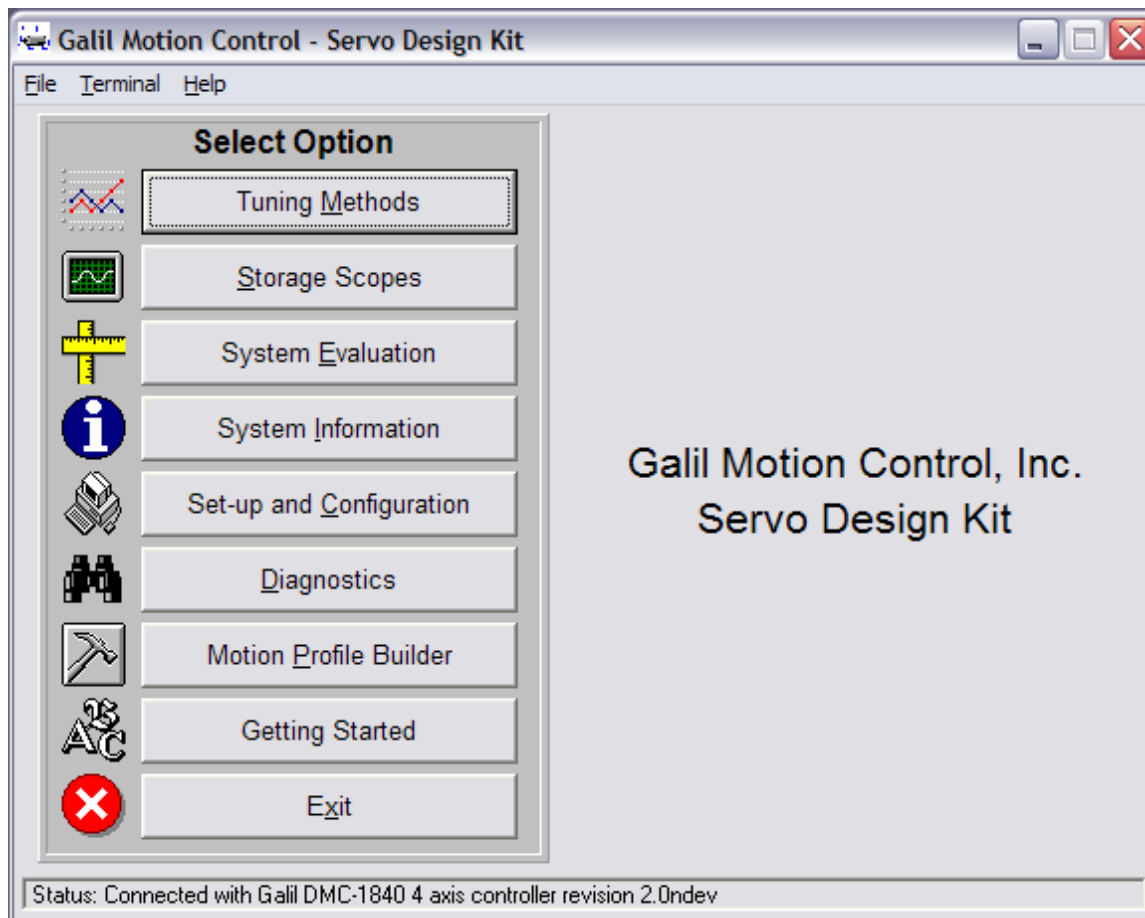 Galil Motion Control - Servo Design Kit
File Terminal Help
Select Option
Tuning Methods
Storage Scopes
System Evaluation
System Information
Set-up and Configuration
Diagnostics
Motion Profile Builder
Getting Started
Exit
Galil Motion Control, Inc.
Servo Design Kit
Status: Connected with Galil DMC-1840 4 axis controller revision 2.0ndev